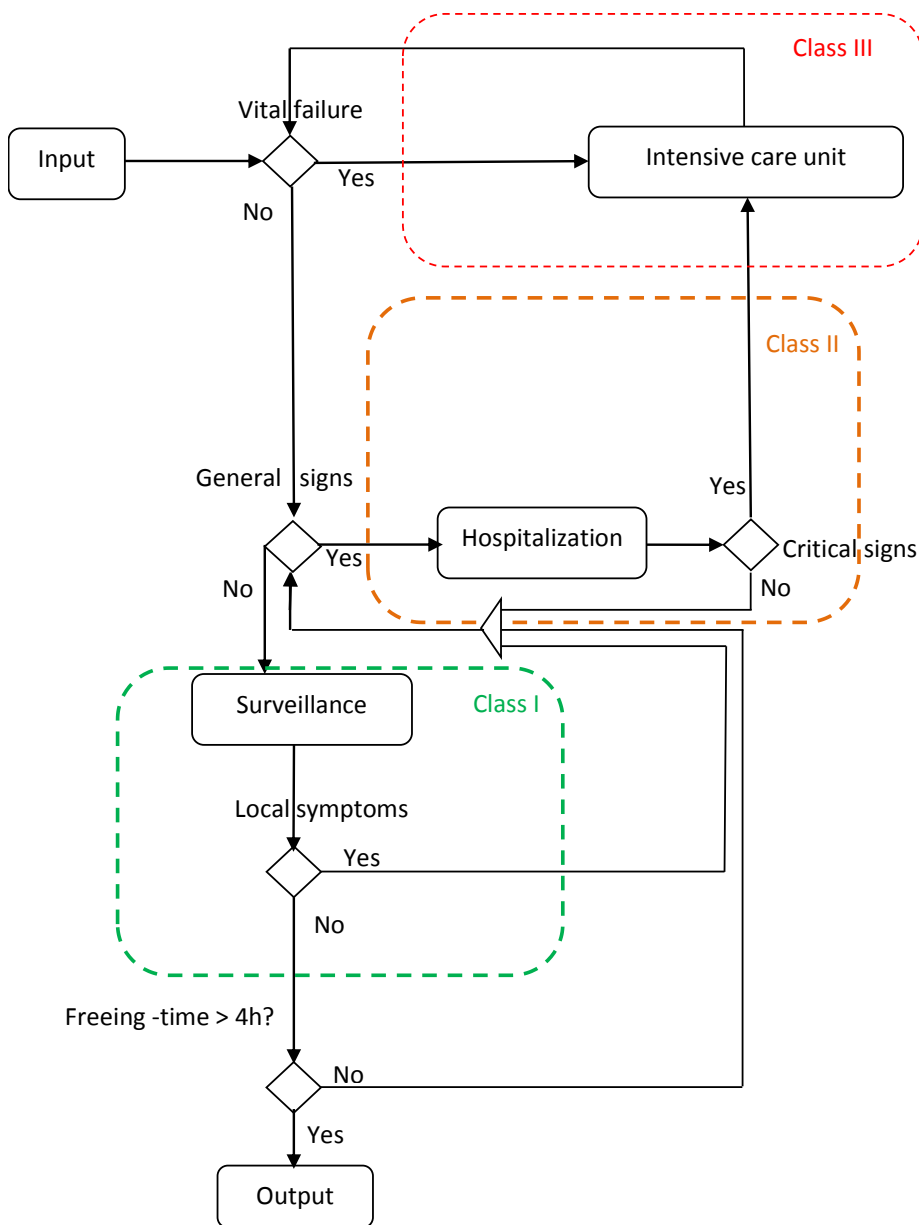 Class III
Vital failure
Input
Intensive care unit
Yes
No
Class II
General signs
Yes
Hospitalization
Critical signs
Yes
No
No
Surveillance
Class I
Local symptoms
Yes
No
Freeing -time > 4h?
No
Yes
Output